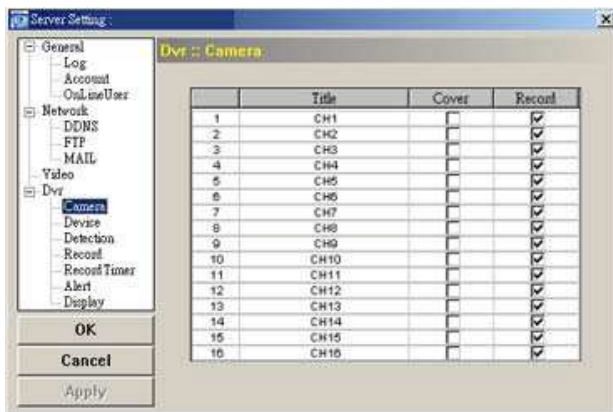 Server Setting :
General
Log
Account
OnLineUser
Network
DDNS
FTP
MAIL
Video
Dvr
Camera
Device
Detection
Record
Record Timer
Alert
Display
OK
Cancel
Apply
Dvr :: Camera
Title Cover Record
1 CH1
2 CH2
3 CH3
4 CH4
5 CH5
6 CH6
7 CH7
8 CH8
9 CH9
10 CH10
11 CH11
12 CH12
13 CH13
14 CH14
15 CH15
16 CH16